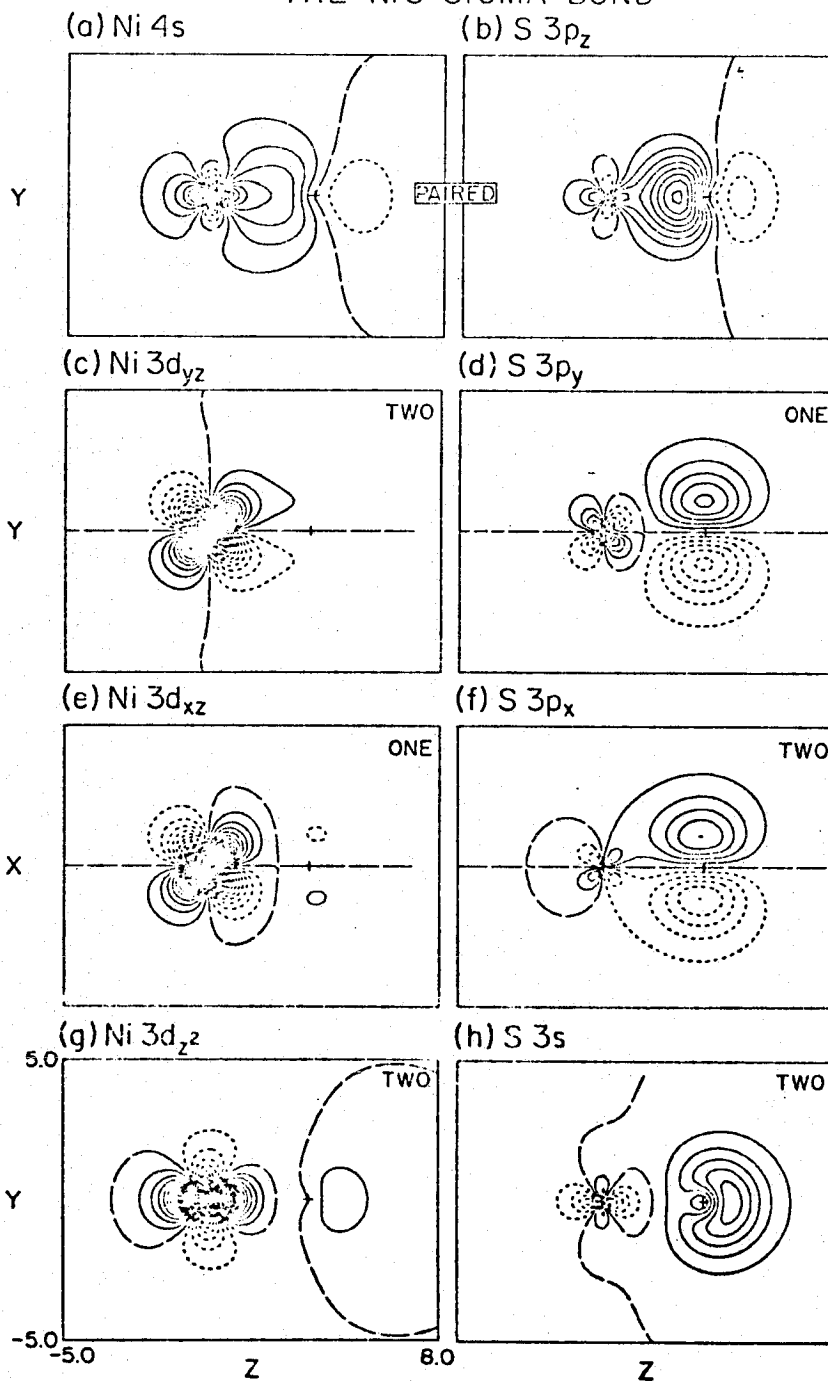 THE NiS SIGMA BOND
(a) Ni 4s
(b) S 3pz
Y
PAIRED
(c) Ni 3dyz
(d) S 3py
TWO
ONE
Y
(e) Ni 3dxz
(f) S 3px
ONE
TWO
X
(g) Ni 3dz2
(h) S 3s
5.0
TWO
TWO
Y
-5.0
-5.0
Z
8.0
Z